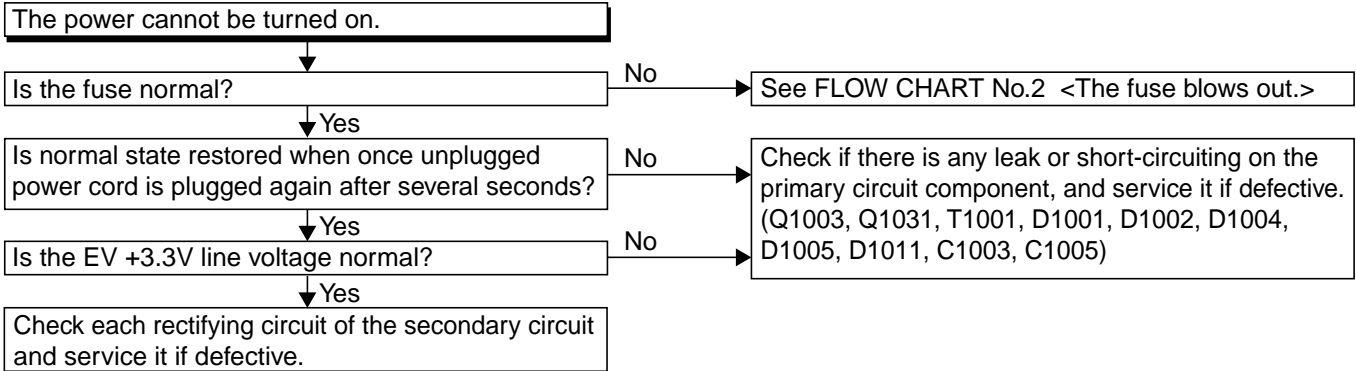 The power cannot be turned on.
Is the fuse normal?
No
See FLOW CHART No.2 <The fuse blows out.>
Yes
Is normal state restored when once unplugged
power cord is plugged again after several seconds?
No
Check if there is any leak or short-circuiting on the
primary circuit component, and service it if defective.
(Q1003, Q1031, T1001, D1001, D1002, D1004,
D1005, D1011, C1003, C1005)
Yes
Is the EV +3.3V line voltage normal?
No
Yes
Check each rectifying circuit of the secondary circuit
and service it if defective.